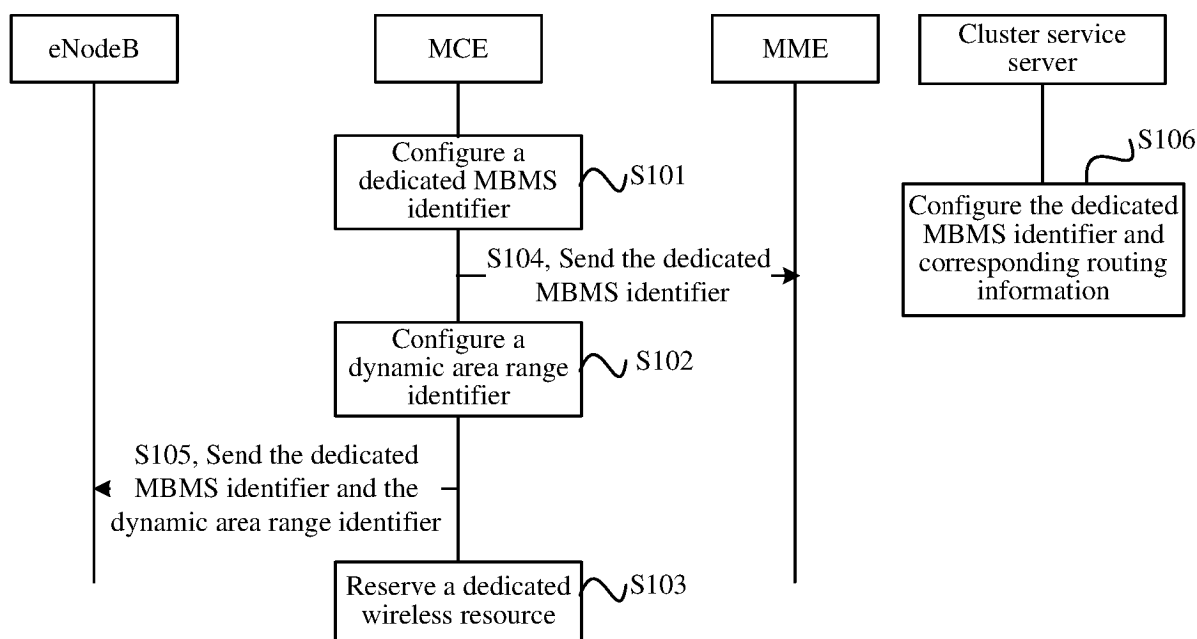 eNodeB
MCE
MME
Cluster service
server
Configure a
dedicated MBMS
identifier
S101
S106
Configure the dedicated
MBMS identifier and
corresponding routing
information
S104, Send the dedicated
MBMS identifier
Configure a
dynamic area range
identifier
S102
S105, Send the dedicated
MBMS identifier and the
dynamic area range identifier
Reserve a dedicated
wireless resource
S103